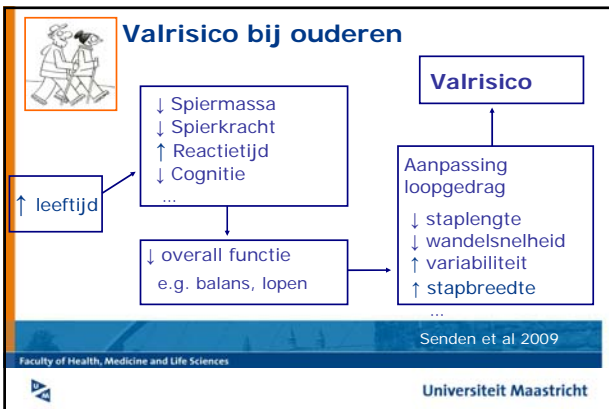 Valrisico bij ouderen
↑ leeftijd
↓ Spiermassa
↓ Spierkracht
↑ Reactietijd
↓ Cognitie
...
↓ overall functie
e.g. balans, lopen
Valrisico
Aanpassing
loopgedrag
↓ staplengte
↓ wandelsnelheid
↑ variabiliteit
↑ stapbreedte
...
Senden et al 2009
Faculty of Health, Medicine and Life Sciences
Universiteit Maastricht